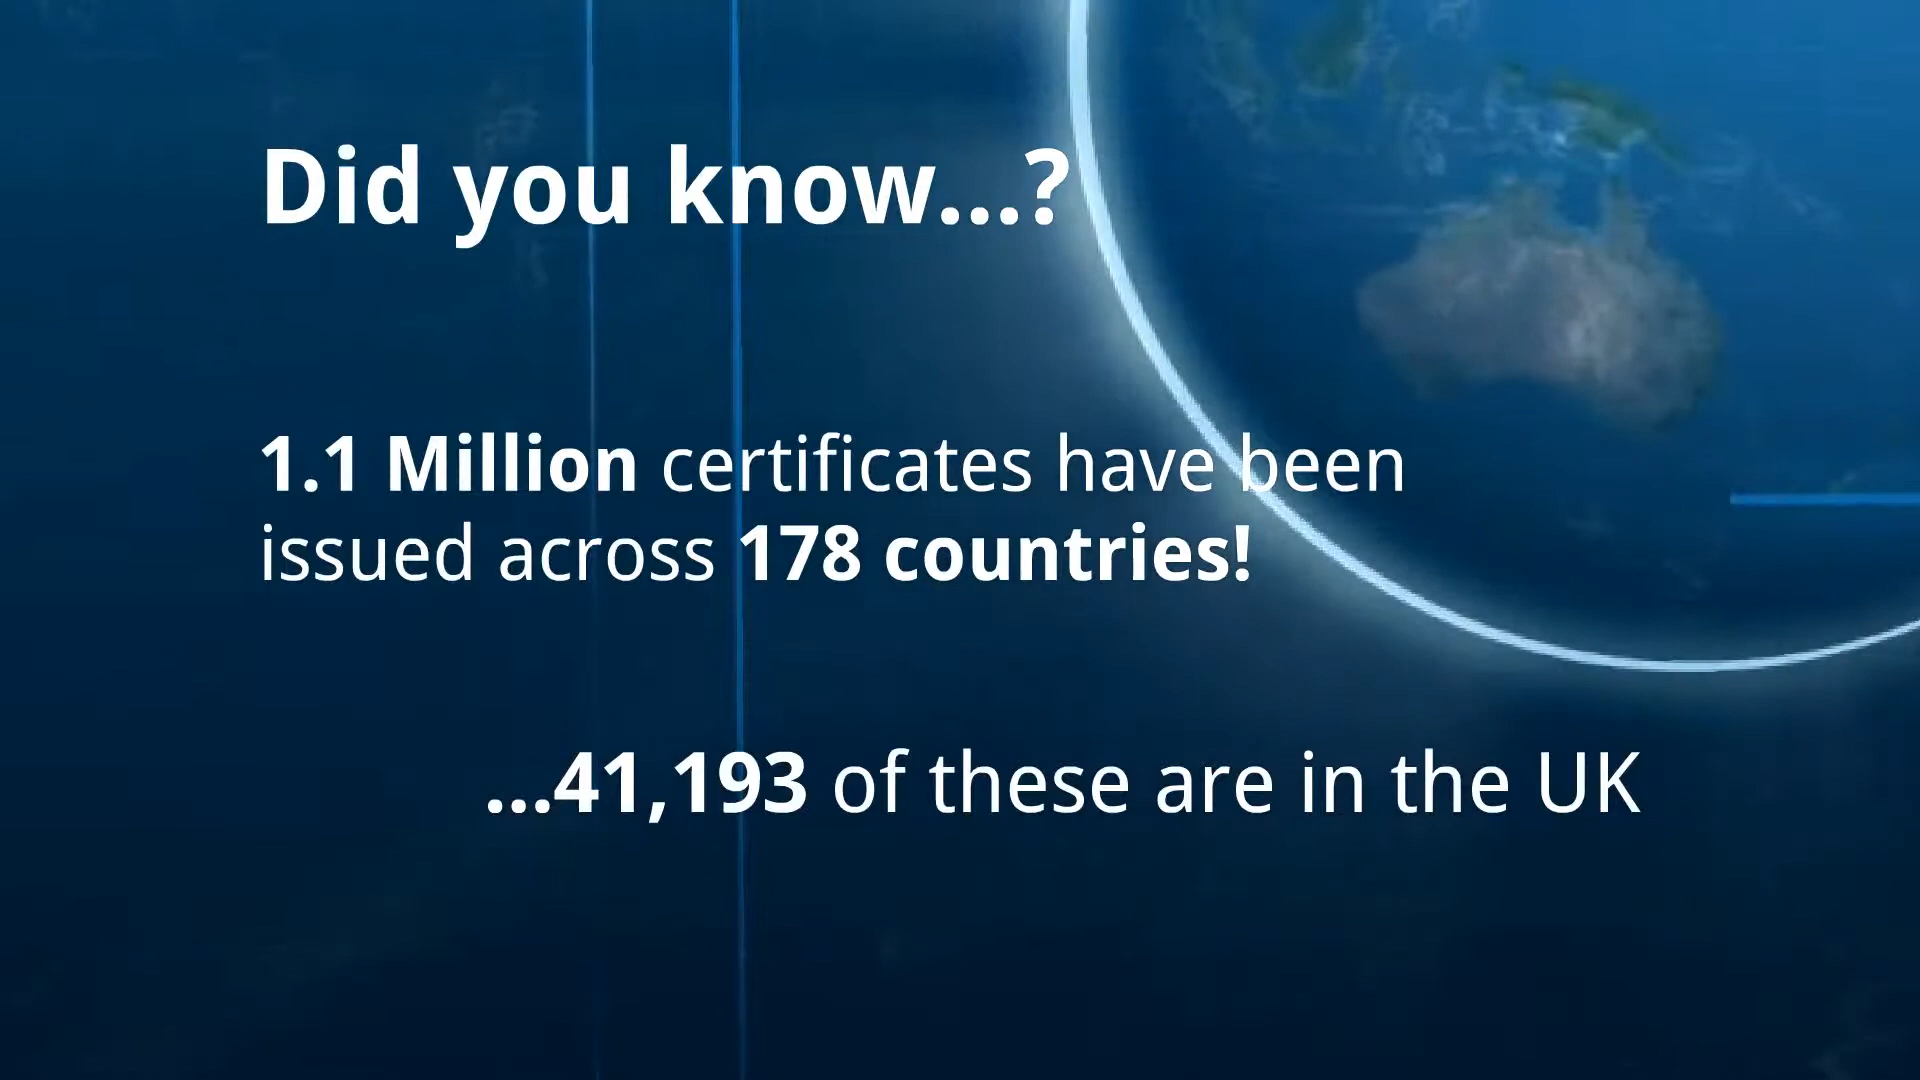 Did you know...?
1.1 Million certificates have been
issued across 178 countries!
...41,193 of these are in the UK